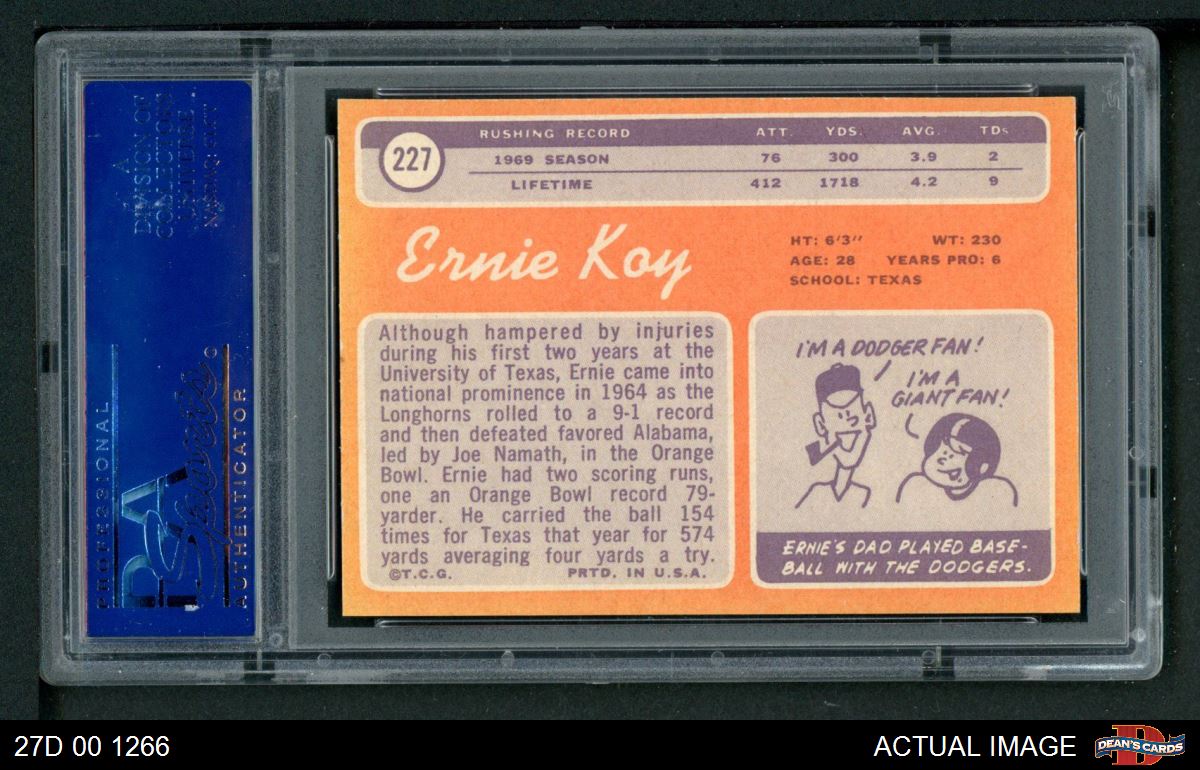 A
DIVISION OF
COLLECTORS
UNIVERSE
NASDAQ: CLCT
PROFESSIONAL
PSA
Sports
AUTHENTICATOR
RUSHING RECORD ATT. YDS. AVG. TDs
227
1969 SEASON 76 300 3.9 2
LIFETIME 412 1718 4.2 9
Ernie Koy
HT: 6'3" WT: 230
AGE: 28 YEARS PRO: 6
SCHOOL: TEXAS
Although hampered by injuries
during his first two years at the
University of Texas, Ernie came into
national prominence in 1964 as the
Longhorns rolled to a 9-1 record
and then defeated favored Alabama,
led by Joe Namath, in the Orange
Bowl. Ernie had two scoring runs,
one an Orange Bowl record 79-
yarder. He carried the ball 154
times for Texas that year for 574
yards averaging four yards a try.
©T.C.G. PRTD. IN U.S.A.
I'M A DODGER FAN!
I'M A
GIANT FAN!
ERNIE'S DAD PLAYED BASE-
BALL WITH THE DODGERS.
27D 00 1266
ACTUAL IMAGE
DEAN'S CARDS